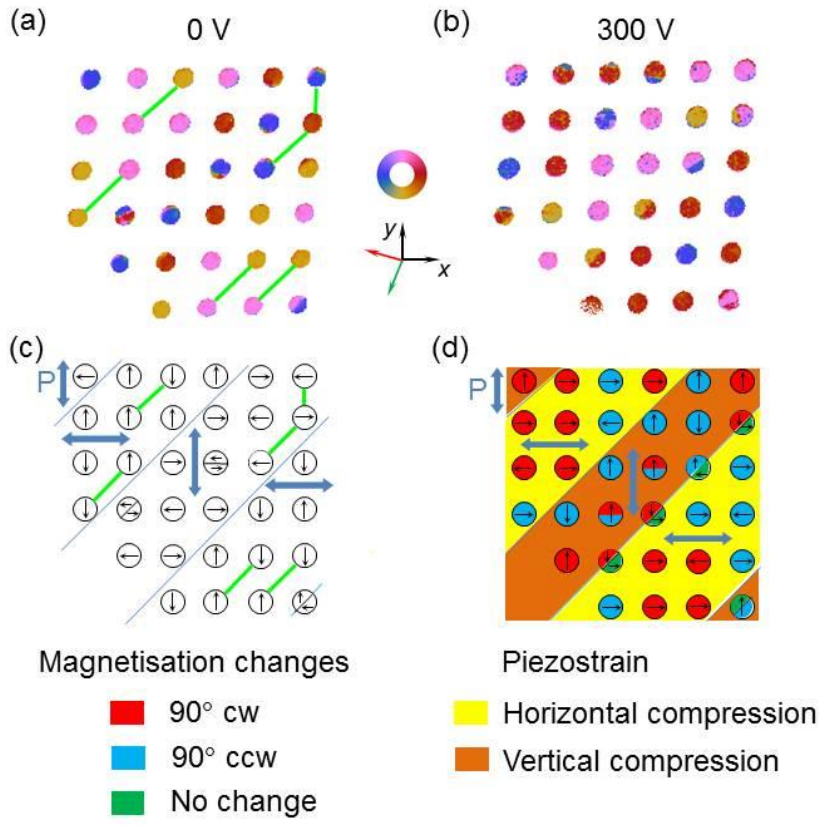 (a) 0 V
(b) 300 V
y
x
(c)
P
(d)
P
Magnetisation changes
90° cw
90° ccw
No change
Piezostrain
Horizontal compression
Vertical compression